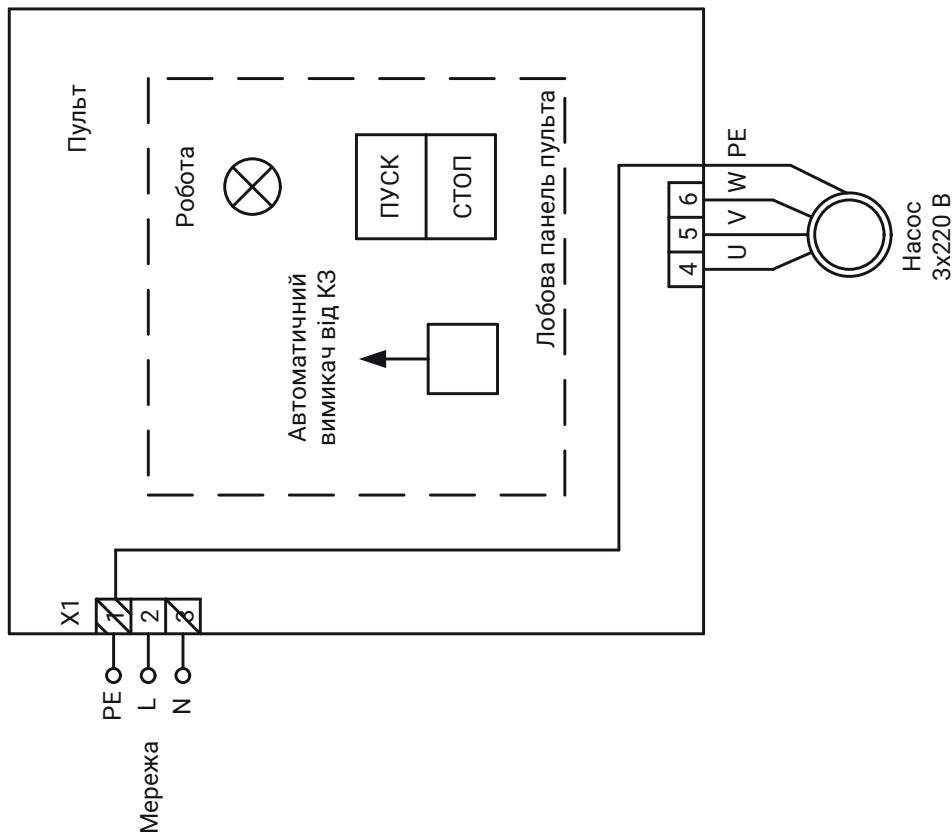 Пульт
Робота
ПУСК
СТОП
Автоматичний
вимикач від КЗ
Лобова панель пульта
X1
1
2
3
PE
L
N
Мережа
4
5
6
U
V
W
PE
Насос
3x220 В